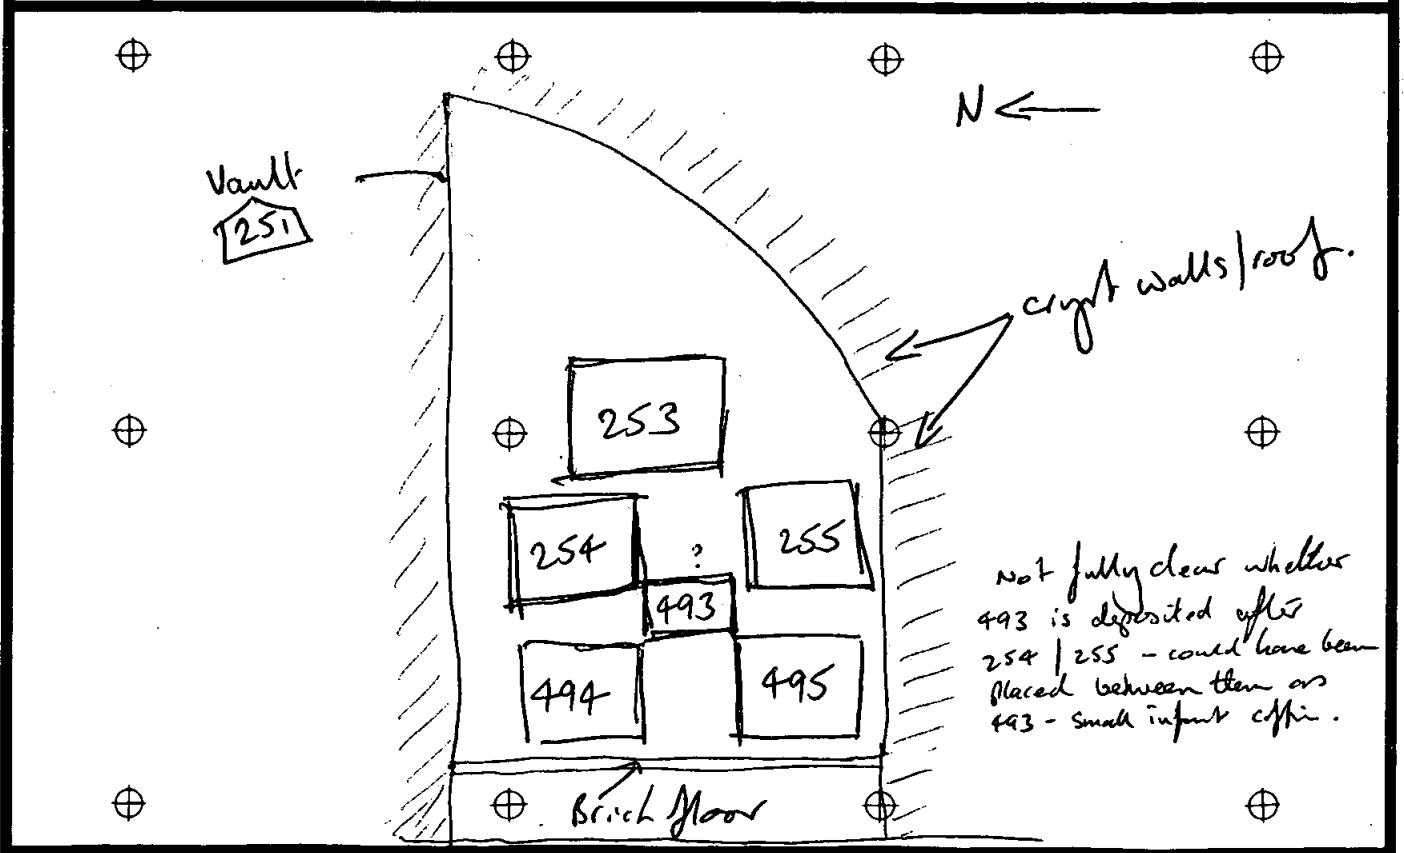 N
Vault
251
crypt walls/roof.
253
254
?
255
493
494
495
Not fully clear whether
493 is deposited after
254/255 - could have been
placed between them as
493 - small infant coffin.
Brick floor